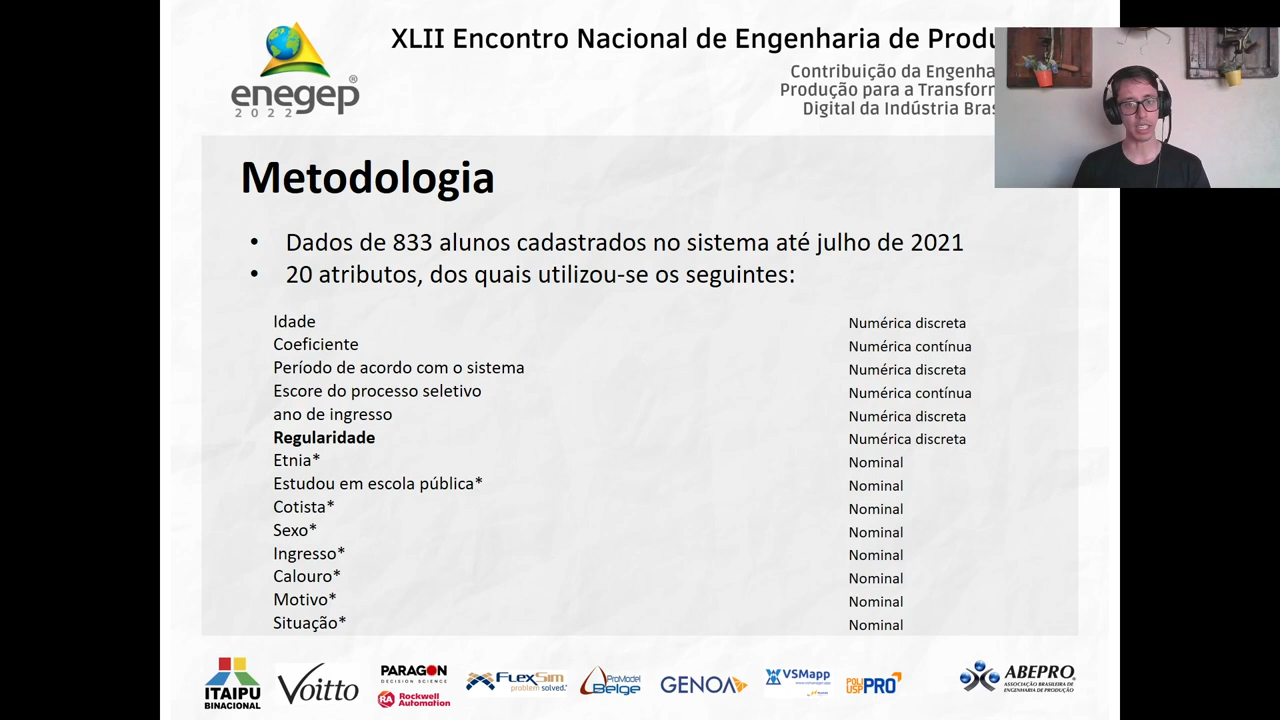 XLII Encontro Nacional de Engenharia de Produ
Contribuição da Engenha
Produção para a Transform
Digital da Indústria Bras
enegep®
2022
Metodologia
• Dados de 833 alunos cadastrados no sistema até julho de 2021
• 20 atributos, dos quais utilizou-se os seguintes:
Idade Numérica discreta
Coeficiente Numérica contínua
Período de acordo com o sistema Numérica discreta
Escore do processo seletivo Numérica contínua
ano de ingresso Numérica discreta
Regularidade Numérica discreta
Etnia* Nominal
Estudou em escola pública* Nominal
Cotista* Nominal
Sexo* Nominal
Ingresso* Nominal
Calouro* Nominal
Motivo* Nominal
Situação* Nominal
ITAIPU
BINACIONAL
Voitto
PARAGON
DECISION SCIENCE
RA Rockwell
Automation
FLEXSIM
problem solved.
ProModel
Belge
GENOA
VSMapp
POLI
USP PRO
ABEPRO
ASSOCIAÇÃO BRASILEIRA DE
ENGENHARIA DE PRODUÇÃO